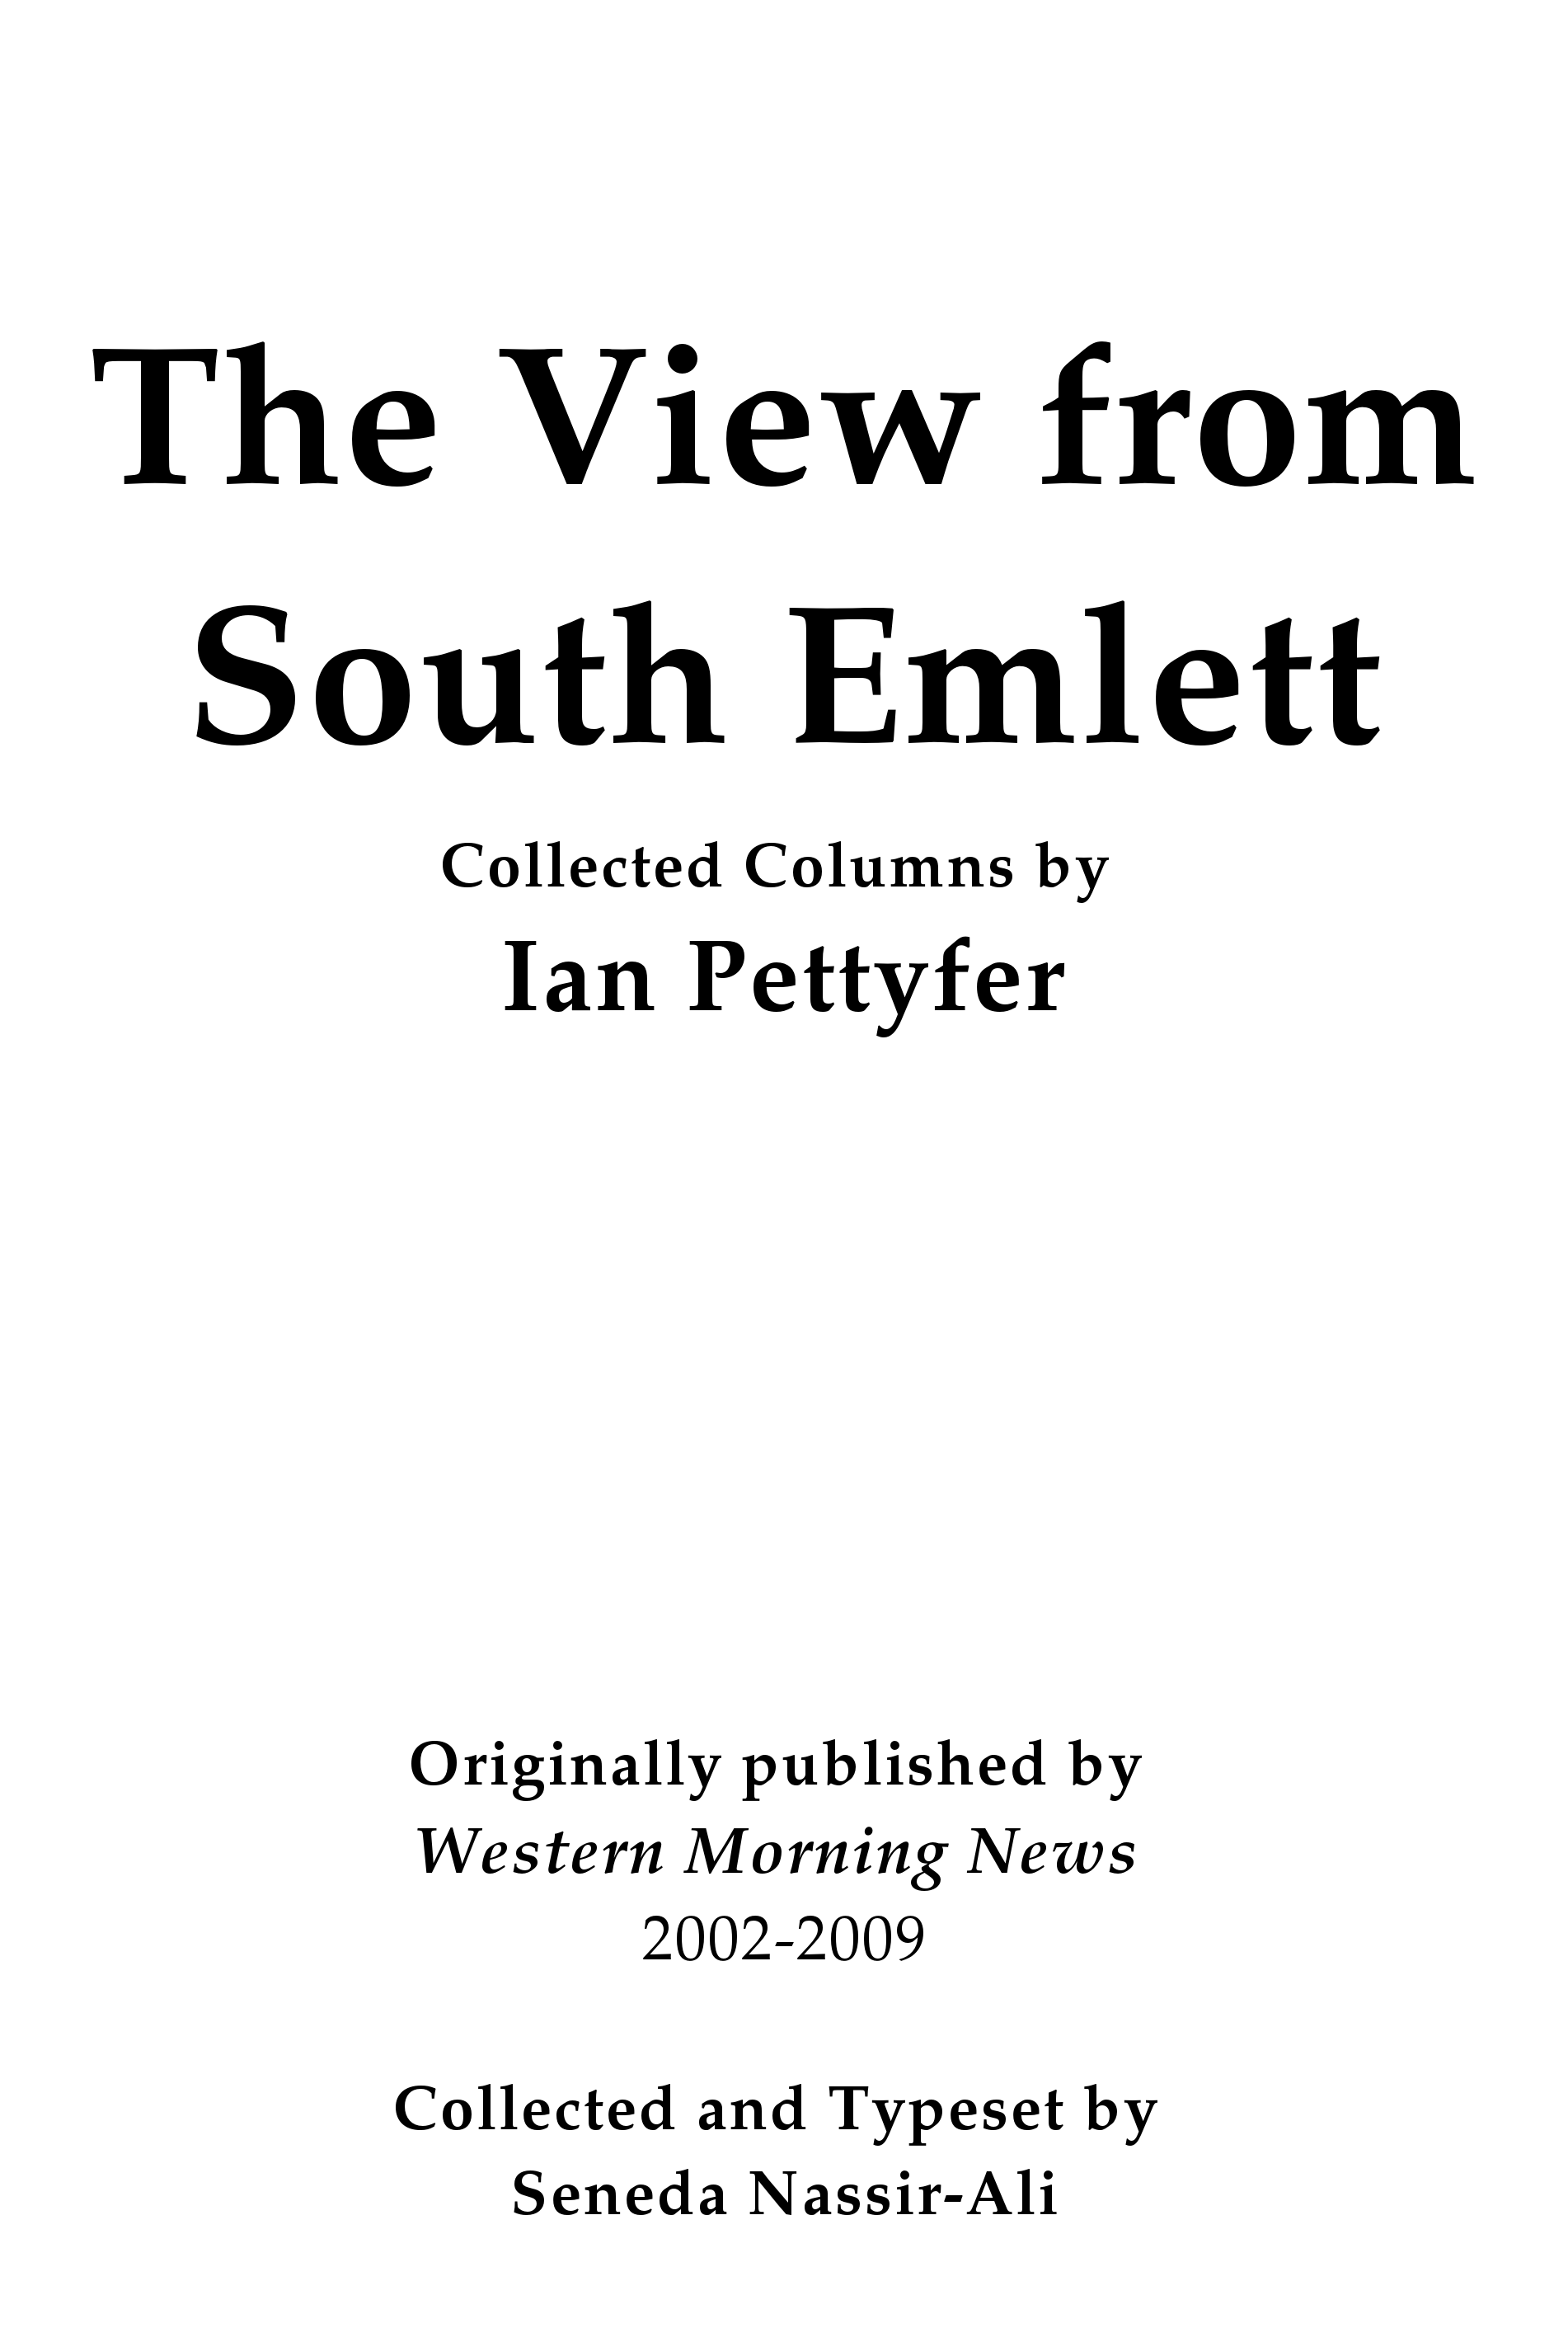 The View from
South Emlett
Collected Columns by
Ian Pettyfer
Originally published by
Western Morning News
2002-2009
Collected and Typeset by
Seneda Nassir-Ali